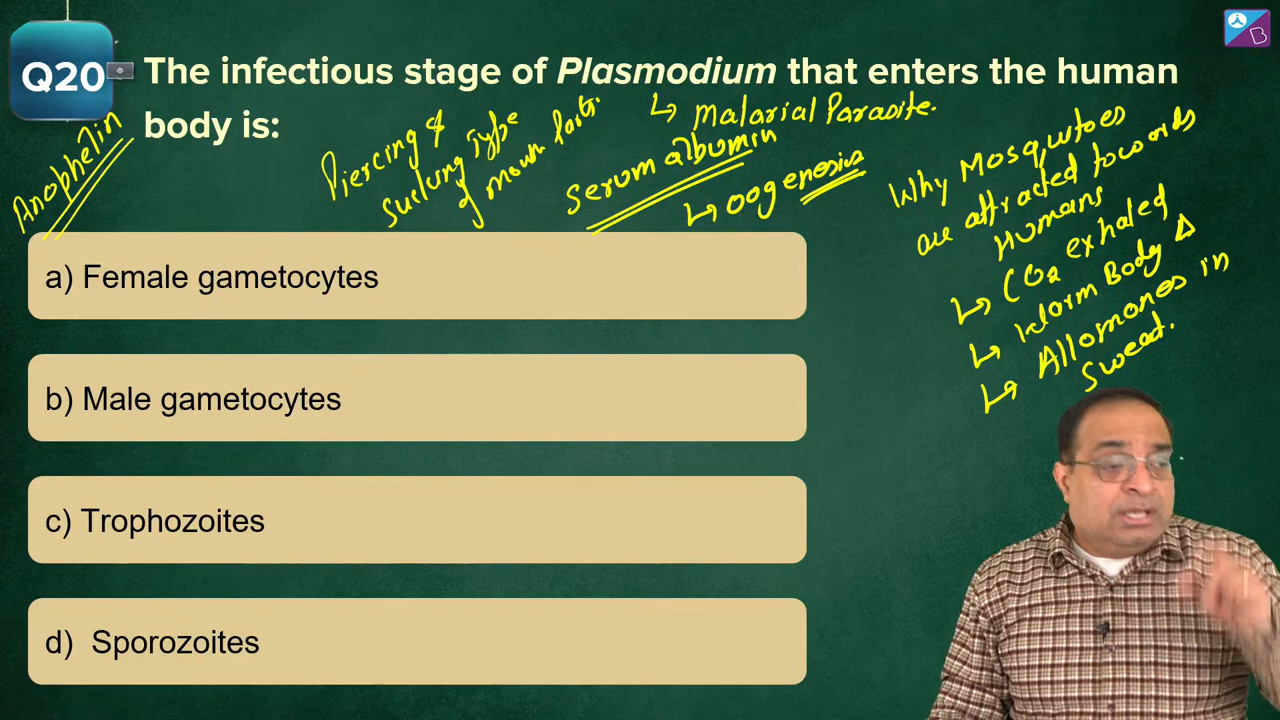 Q20
The infectious stage of Plasmodium that enters the human
body is:
Anophelin
Piercing &
sucking Type
of mouth Parts.
↳ Malarial Parasite.
Serum albumin
↳ oogenesis
Why Mosquitoes
are attracted towards
Humans
↳ CO2 exhaled
↳ Warm Body Δ
↳ Allomones in
Sweat.
a) Female gametocytes
b) Male gametocytes
c) Trophozoites
d) Sporozoites
B